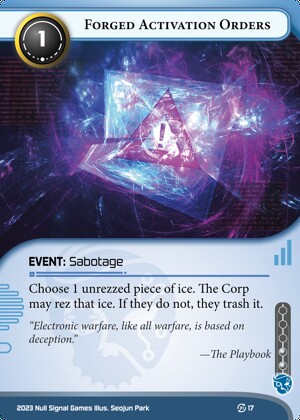 Forged Activation Orders
1
EVENT: Sabotage
Choose 1 unrezzed piece of ice. The Corp
may rez that ice. If they do not, they trash it.
“Electronic warfare, like all warfare, is based on
deception.”
—The Playbook
2023 Null Signal Games Illus. Seojun Park
17